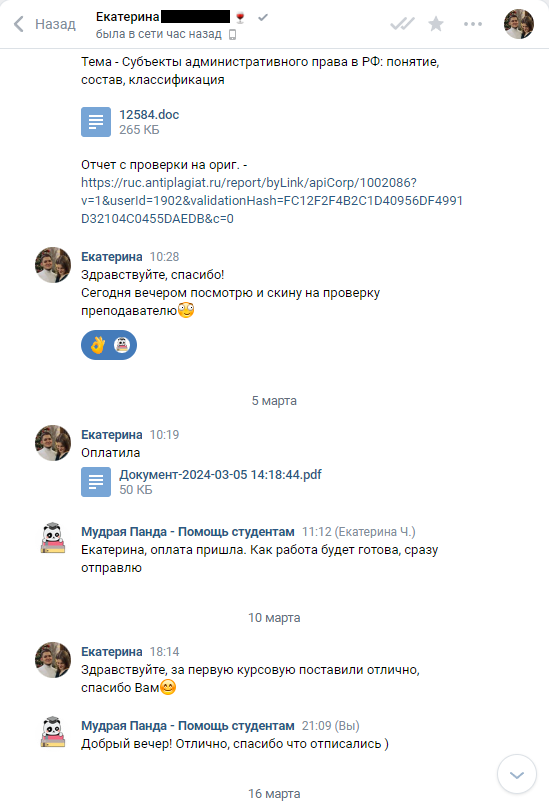 Назад
Екатерина
была в сети час назад
Тема - Субъекты административного права в РФ: понятие,
состав, классификация
12584.doc
265 КБ
Отчет с проверки на ориг. -
https://ruc.antiplagiat.ru/report/byLink/apiCorp/1002086?
v=1&userId=1902&validationHash=FC12F2F4B2C1D40956DF4991
D32104C0455DAEDB&c=0
Екатерина 10:28
Здравствуйте, спасибо!
Сегодня вечером посмотрю и скину на проверку
преподавателю
5 марта
Екатерина 10:19
Оплатила
Документ-2024-03-05 14:18:44.pdf
50 КБ
Мудрая Панда - Помощь студентам 11:12 (Екатерина Ч.)
Екатерина, оплата пришла. Как работа будет готова, сразу
отправлю
10 марта
Екатерина 18:14
Здравствуйте, за первую курсовую поставили отлично,
спасибо Вам
Мудрая Панда - Помощь студентам 21:09 (Вы)
Добрый вечер! Отлично, спасибо что отписались )
16 марта